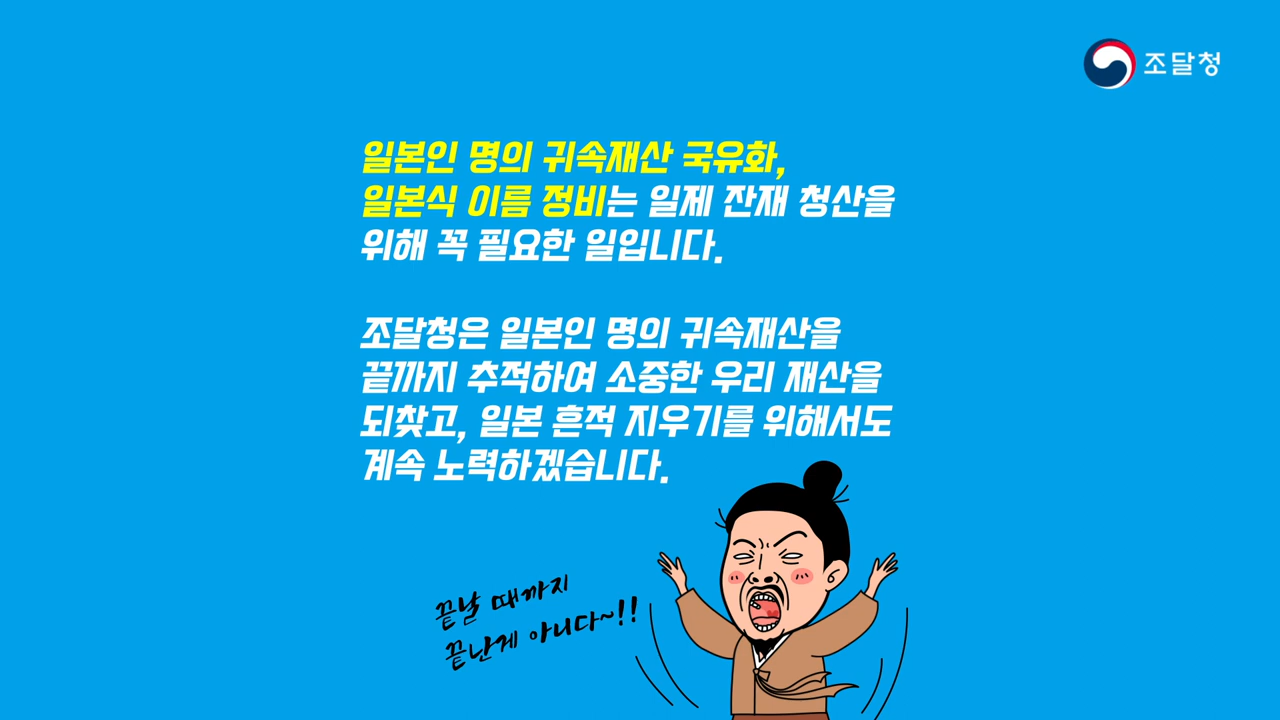 조달청
일본인 명의 귀속재산 국유화,
일본식 이름 정비는 일제 잔재 청산을
위해 꼭 필요한 일입니다.
조달청은 일본인 명의 귀속재산을
끝까지 추적하여 소중한 우리 재산을
되찾고, 일본 흔적 지우기를 위해서도
계속 노력하겠습니다.
끝날 때까지
끝난게 아니다~!!